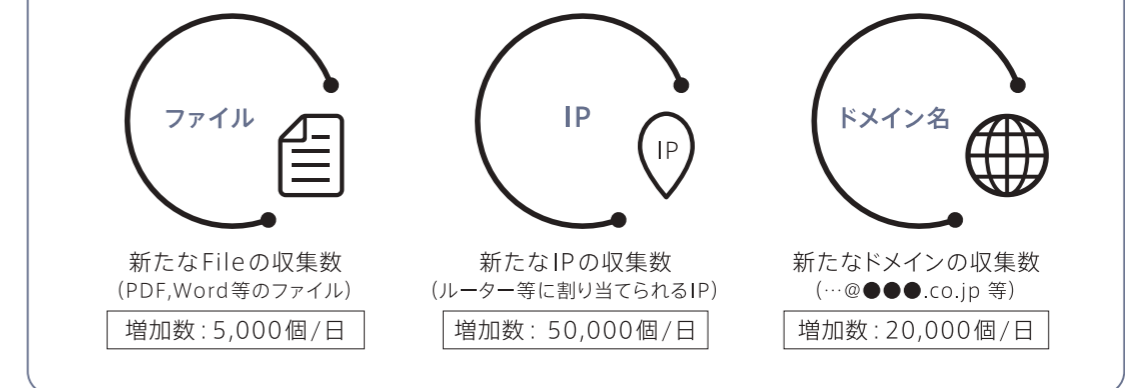 ファイル
IP
IP
ドメイン名
新たなFileの収集数
(PDF,Word等のファイル)
増加数:5,000個/日
新たなIPの収集数
(ルーター等に割り当てられるIP)
増加数: 50,000個/日
新たなドメインの収集数
(…@●●●.co.jp 等)
増加数:20,000個/日